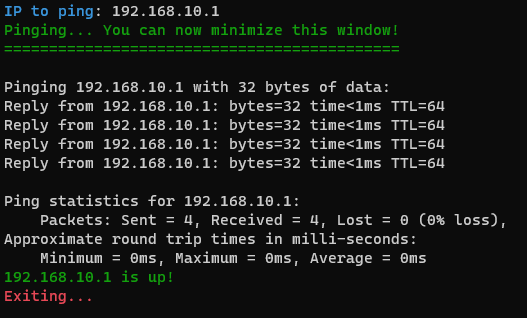 IP to ping: 192.168.10.1
Pinging... You can now minimize this window!
============================================
Pinging 192.168.10.1 with 32 bytes of data:
Reply from 192.168.10.1: bytes=32 time<1ms TTL=64
Reply from 192.168.10.1: bytes=32 time<1ms TTL=64
Reply from 192.168.10.1: bytes=32 time<1ms TTL=64
Reply from 192.168.10.1: bytes=32 time<1ms TTL=64
Ping statistics for 192.168.10.1:
    Packets: Sent = 4, Received = 4, Lost = 0 (0% loss),
Approximate round trip times in milli-seconds:
    Minimum = 0ms, Maximum = 0ms, Average = 0ms
192.168.10.1 is up!
Exiting...